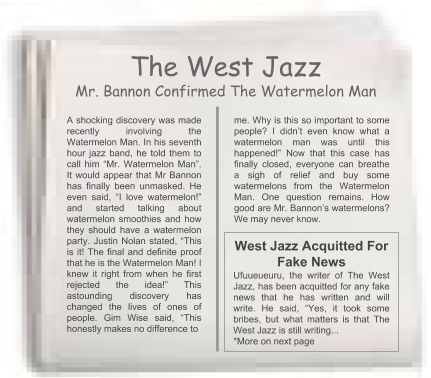 The West Jazz
Mr. Bannon Confirmed The Watermelon Man
A shocking discovery was made
recently involving the
Watermelon Man. In his seventh
hour jazz band, he told them to
call him “Mr. Watermelon Man”.
It would appear that Mr Bannon
has finally been unmasked. He
even said, “I love watermelon!”
and started talking about
watermelon smoothies and how
they should have a watermelon
party. Justin Nolan stated, “This
is it! The final and definite proof
that he is the Watermelon Man! I
knew it right from when he first
rejected the idea!” This
astounding discovery has
changed the lives of ones of
people. Gim Wise said, “This
honestly makes no difference to
me. Why is this so important to some
people? I didn’t even know what a
watermelon man was until this
happened!” Now that this case has
finally closed, everyone can breathe
a sigh of relief and buy some
watermelons from the Watermelon
Man. One question remains. How
good are Mr. Bannon’s watermelons?
We may never know.
West Jazz Acquitted For
Fake News
Ufuueueuru, the writer of The West
Jazz, has been acquitted for any fake
news that he has written and will
write. He said, “Yes, it took some
bribes, but what matters is that The
West Jazz is still writing...
*More on next page